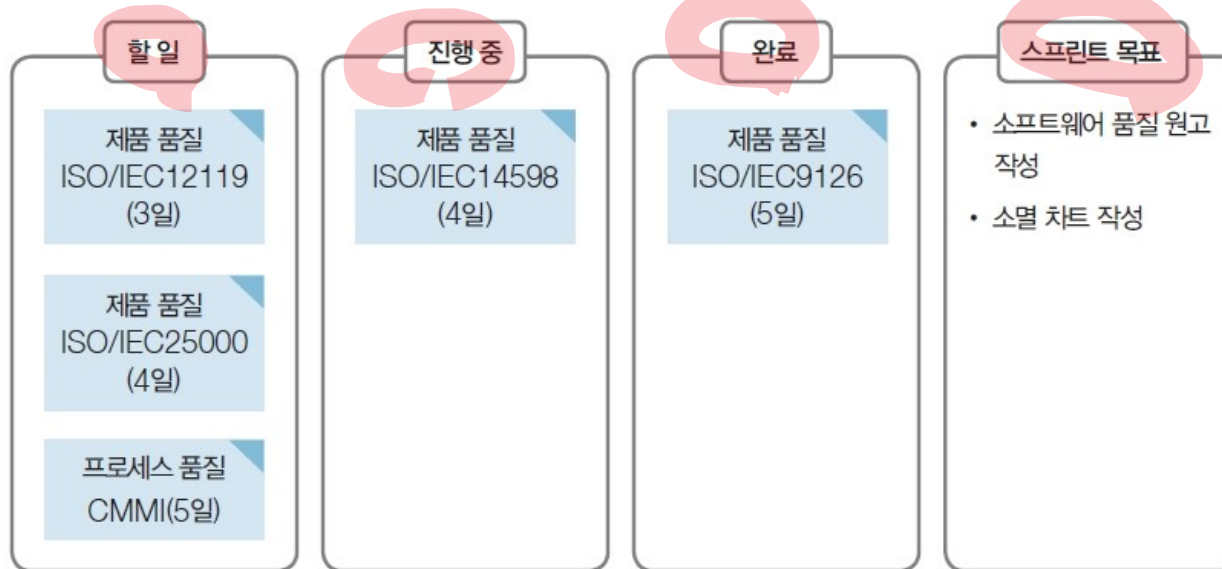 할 일
제품 품질
ISO/IEC12119
(3일)
제품 품질
ISO/IEC25000
(4일)
프로세스 품질
CMMI(5일)
진행 중
제품 품질
ISO/IEC14598
(4일)
완료
제품 품질
ISO/IEC9126
(5일)
스프린트 목표
• 소프트웨어 품질 원고
작성
• 소멸 차트 작성